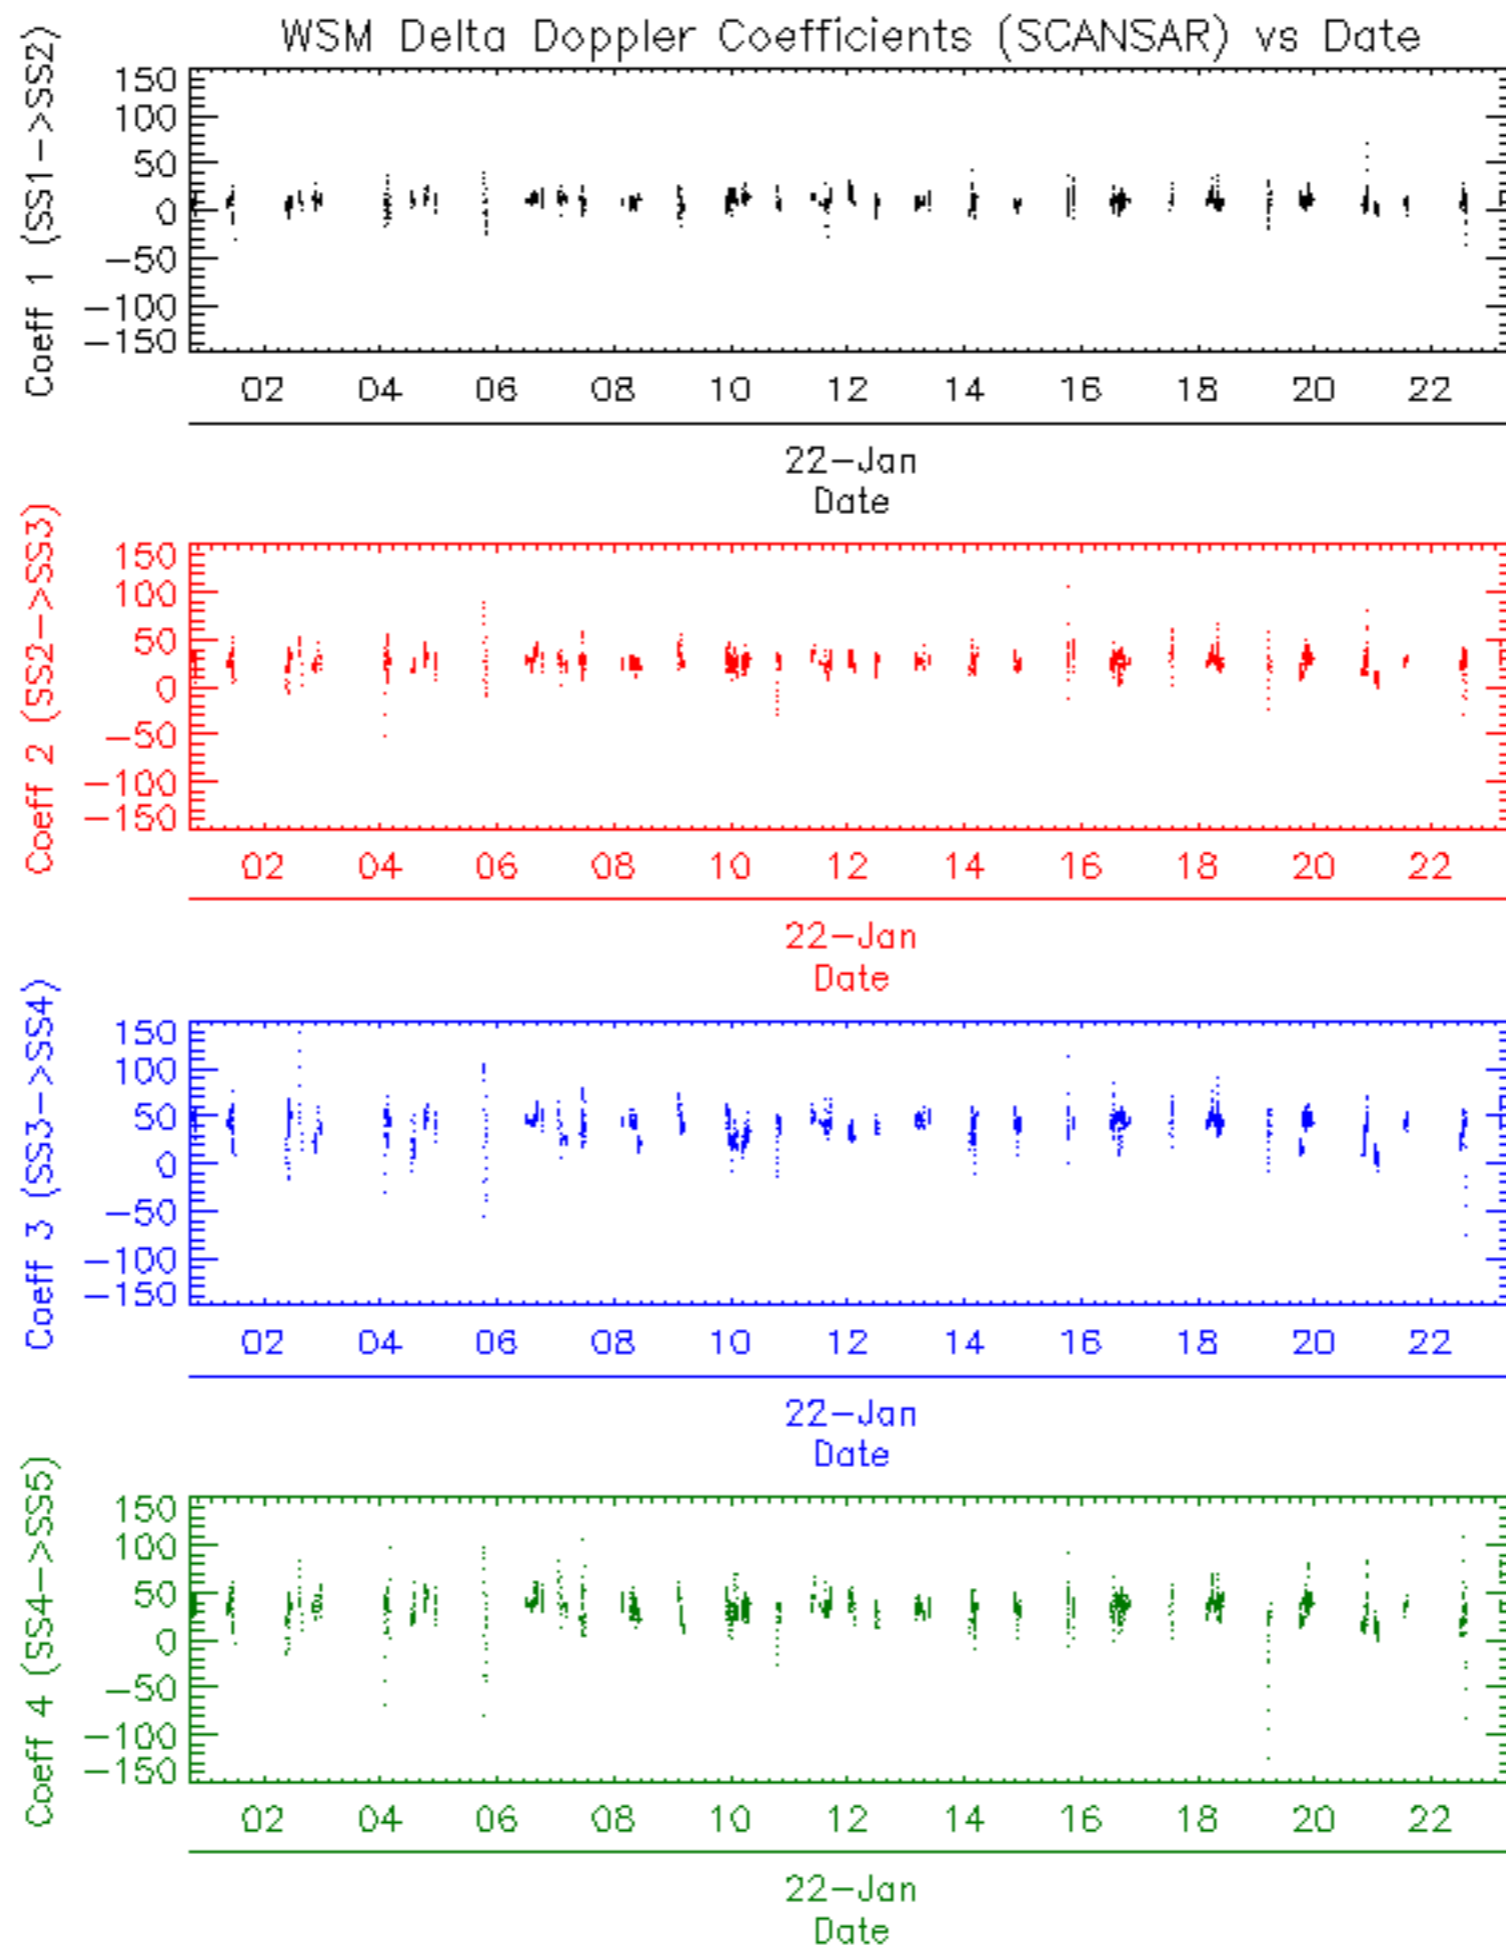 WSM Delta Doppler Coefficients (SCANSAR) vs Date
Coeff 1 (SS1->SS2)
150
100
50
0
-50
-100
-150
02 04 06 08 10 12 14 16 18 20 22
22-Jan
Date
Coeff 2 (SS2->SS3)
150
100
50
0
-50
-100
-150
02 04 06 08 10 12 14 16 18 20 22
22-Jan
Date
Coeff 3 (SS3->SS4)
150
100
50
0
-50
-100
-150
02 04 06 08 10 12 14 16 18 20 22
22-Jan
Date
Coeff 4 (SS4->SS5)
150
100
50
0
-50
-100
-150
02 04 06 08 10 12 14 16 18 20 22
22-Jan
Date